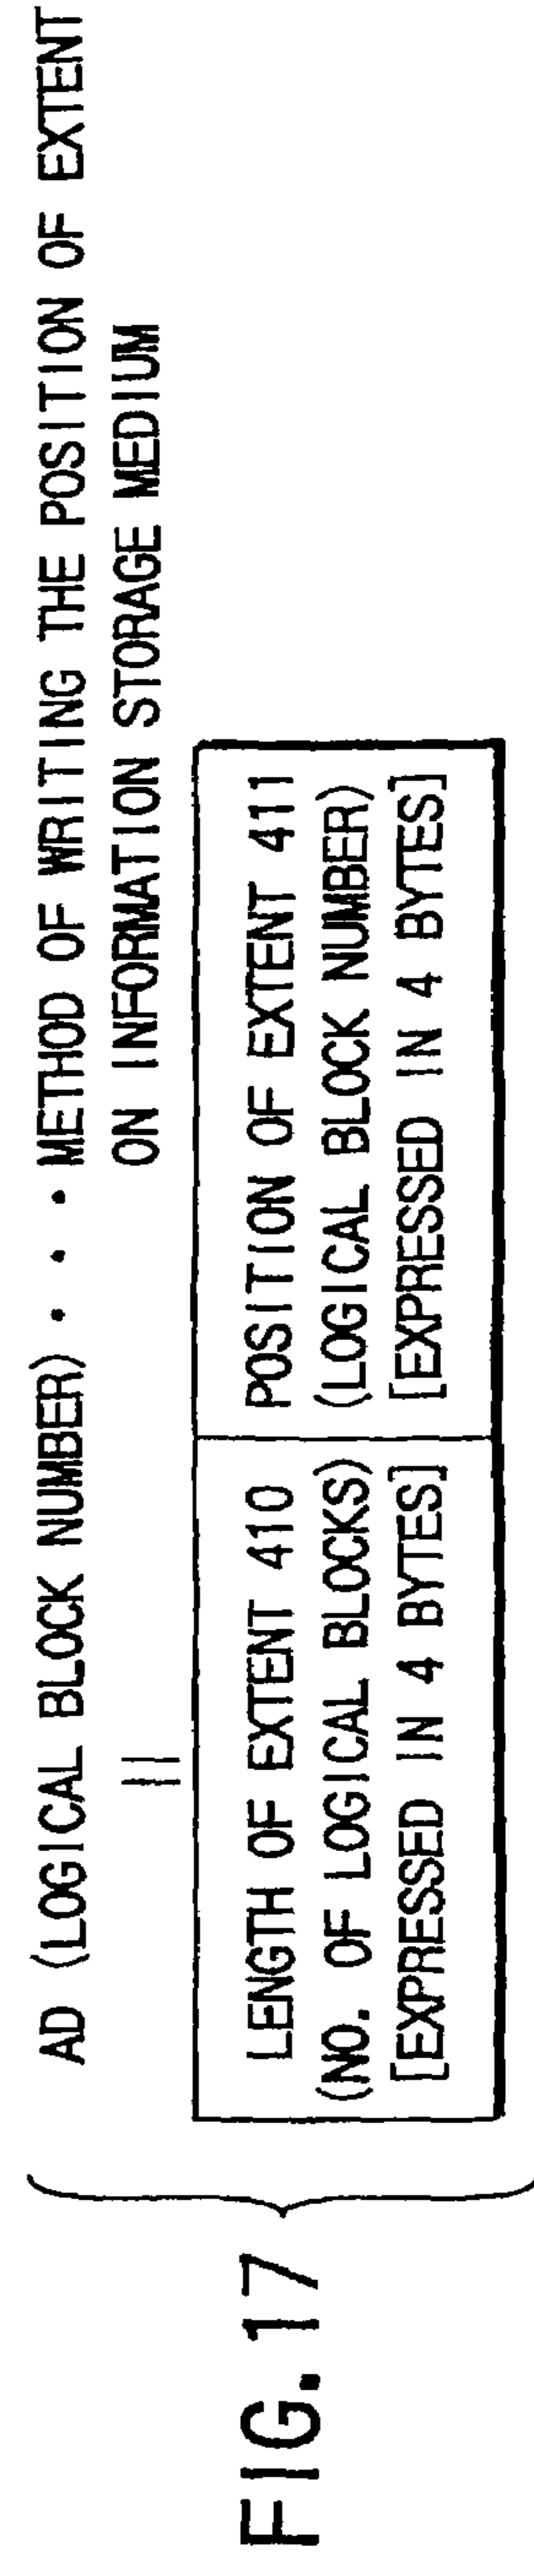 AD (LOGICAL BLOCK NUMBER) • • • METHOD OF WRITING THE POSITION OF EXTENT
ON INFORMATION STORAGE MEDIUM
=
LENGTH OF EXTENT 410
(NO. OF LOGICAL BLOCKS)
[EXPRESSED IN 4 BYTES]
POSITION OF EXTENT 411
(LOGICAL BLOCK NUMBER)
[EXPRESSED IN 4 BYTES]
FIG. 17